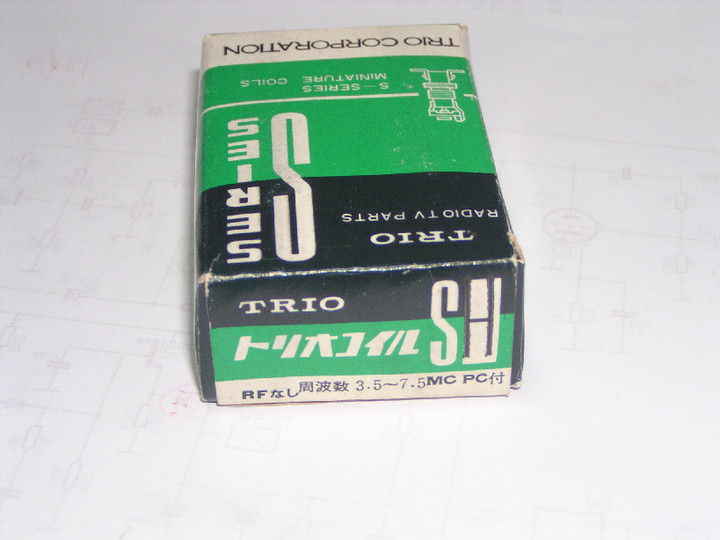 TRIO CORPORATION
S-SERIES
MINIATURE COILS
S SERIES
RADIO TV PARTS
TRIO
TRIO
トリオコイル
RFなし周波数 3.5～7.5MC PC付